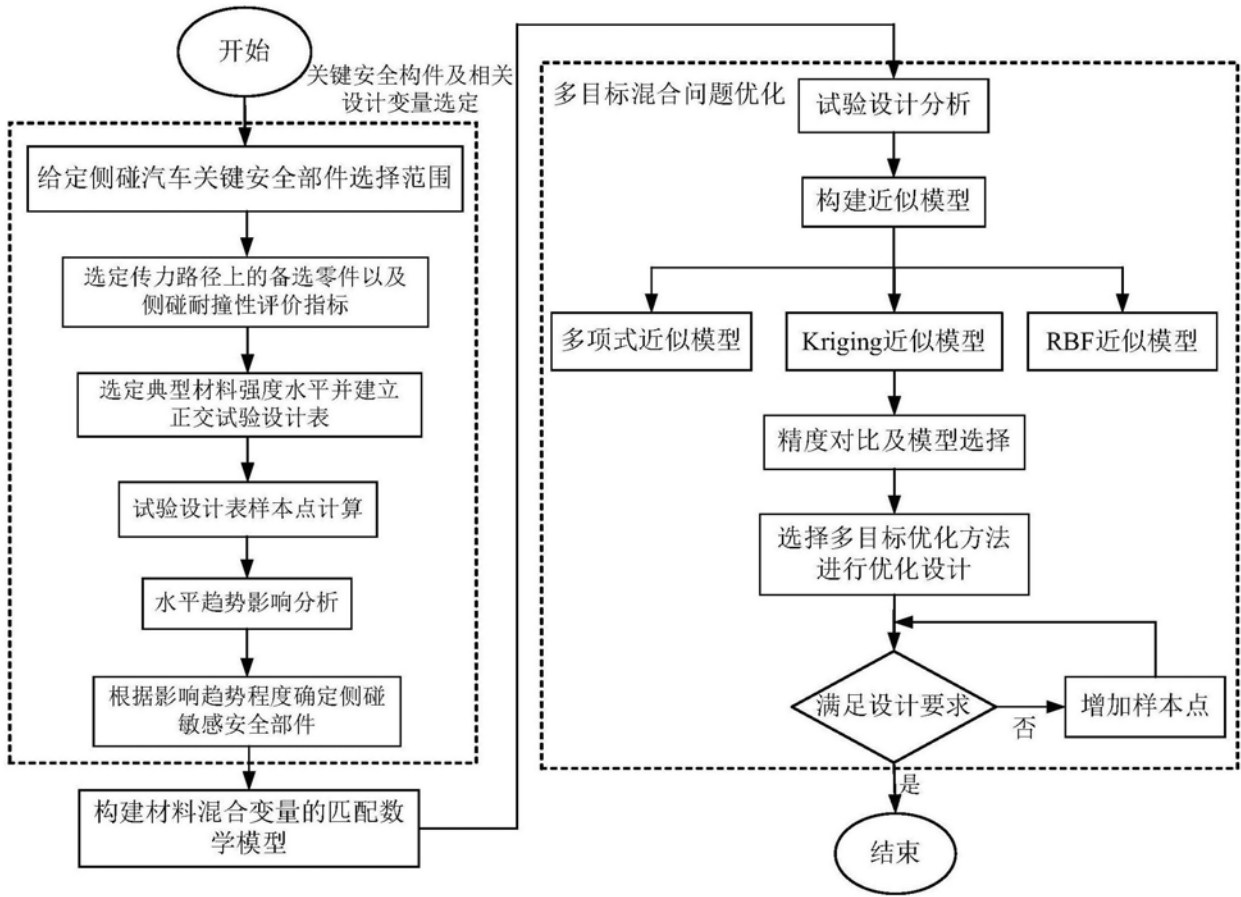 开始
关键安全构件及相关
设计变量选定
给定侧碰汽车关键安全部件选择范围
选定传力路径上的备选零件以及
侧碰耐撞性评价指标
选定典型材料强度水平并建立
正交试验设计表
试验设计表样本点计算
水平趋势影响分析
根据影响趋势程度确定侧碰
敏感安全部件
构建材料混合变量的匹配数
学模型
多目标混合问题优化
试验设计分析
构建近似模型
多项式近似模型
Kriging近似模型
RBF近似模型
精度对比及模型选择
选择多目标优化方法
进行优化设计
满足设计要求
否
增加样本点
是
结束